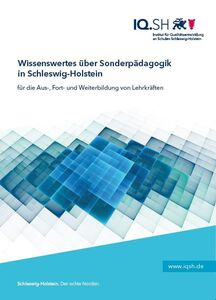 IQ.SH
Institut für Qualitätsentwicklung
an Schulen Schleswig-Holstein
Wissenswertes über Sonderpädagogik
in Schleswig-Holstein
für die Aus-, Fort- und Weiterbildung von Lehrkräften
www.iqsh.de
Schleswig-Holstein. Der echte Norden.